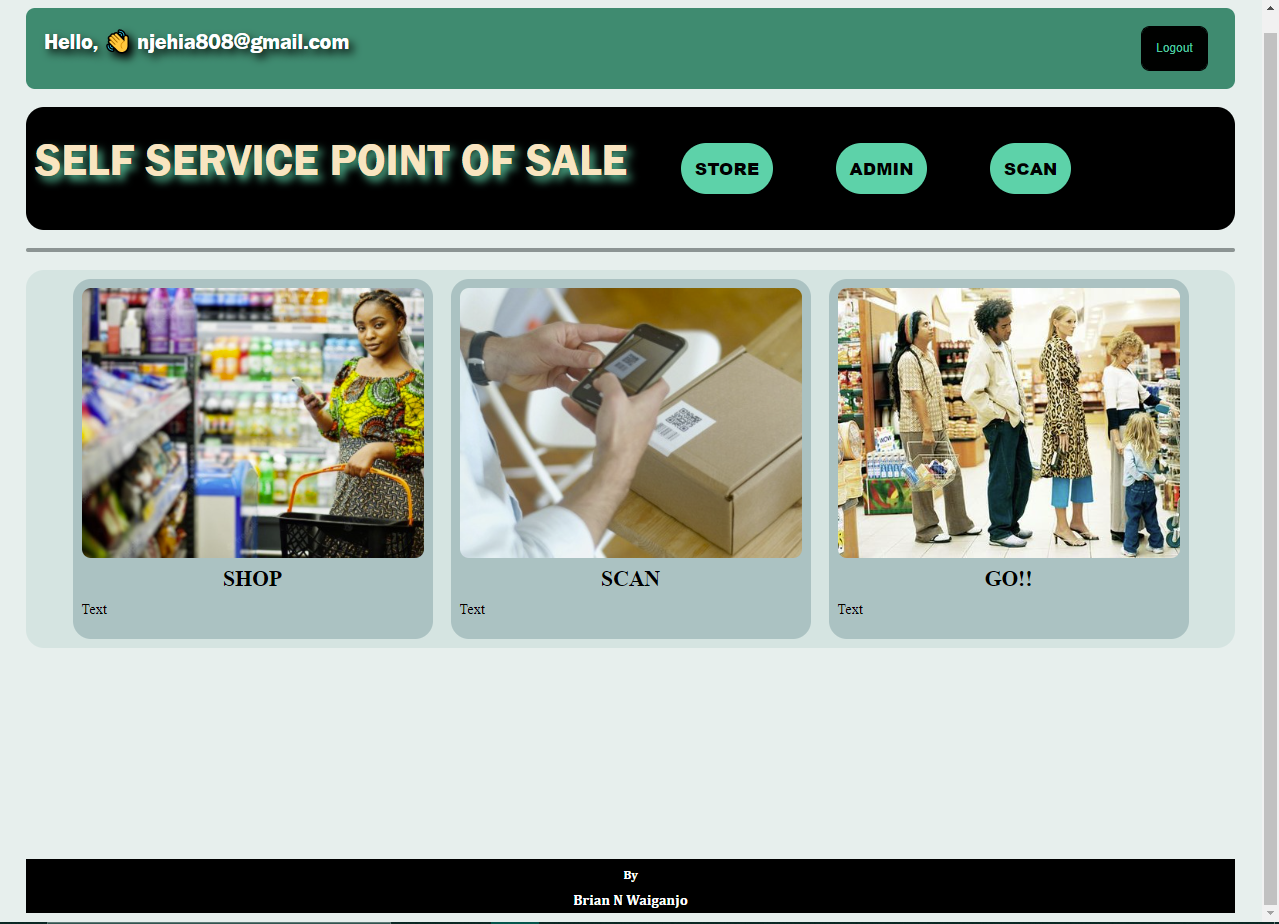 Hello, 👋 njehia808@gmail.com
Logout
SELF SERVICE POINT OF SALE
STORE
ADMIN
SCAN
SHOP
SCAN
GO!!
Text
Text
Text
By
Brian N Waiganjo